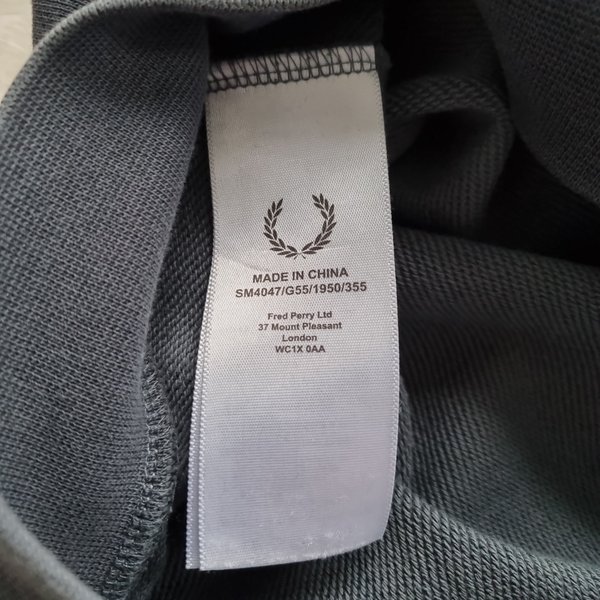 MADE IN CHINA
SM4047/G55/1950/355
Fred Perry Ltd
37 Mount Pleasant
London
WC1X 0AA